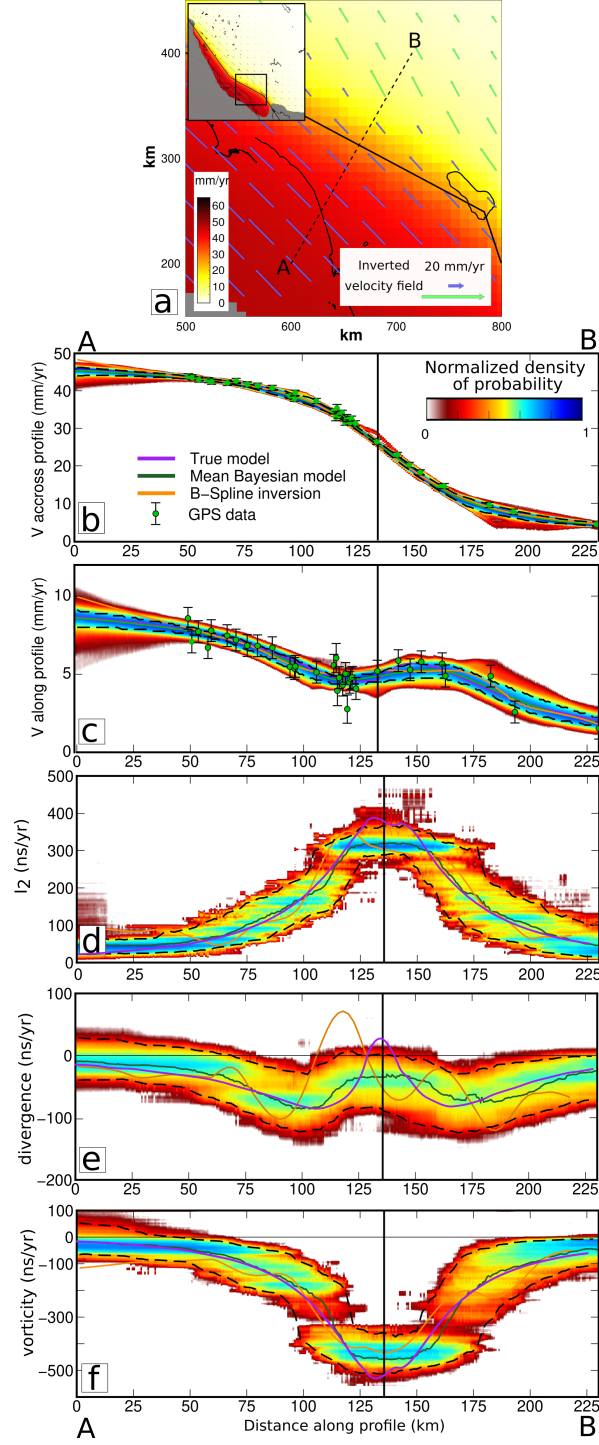 400
300
200
km
mm/yr
60
50
40
30
20
10
0
B
A
Inverted 20 mm/yr
velocity field
a
500 600 700 800
km
A B
V accross profile (mm/yr)
50
40
30
20
10
0
Normalized density
of probability
0 1
True model
Mean Bayesian model
B-Spline inversion
GPS data
b
0 25 50 75 100 125 150 175 200 225
V along profile (mm/yr)
10
5
0
c
0 25 50 75 100 125 150 175 200 225
I2 (ns/yr)
500
400
300
200
100
0
d
0 25 50 75 100 125 150 175 200 225
divergence (ns/yr)
100
0
-100
-200
e
0 25 50 75 100 125 150 175 200 225
vorticity (ns/yr)
100
0
-100
-300
-500
f
0 25 50 75 100 125 150 175 200 225
A Distance along profile (km) B